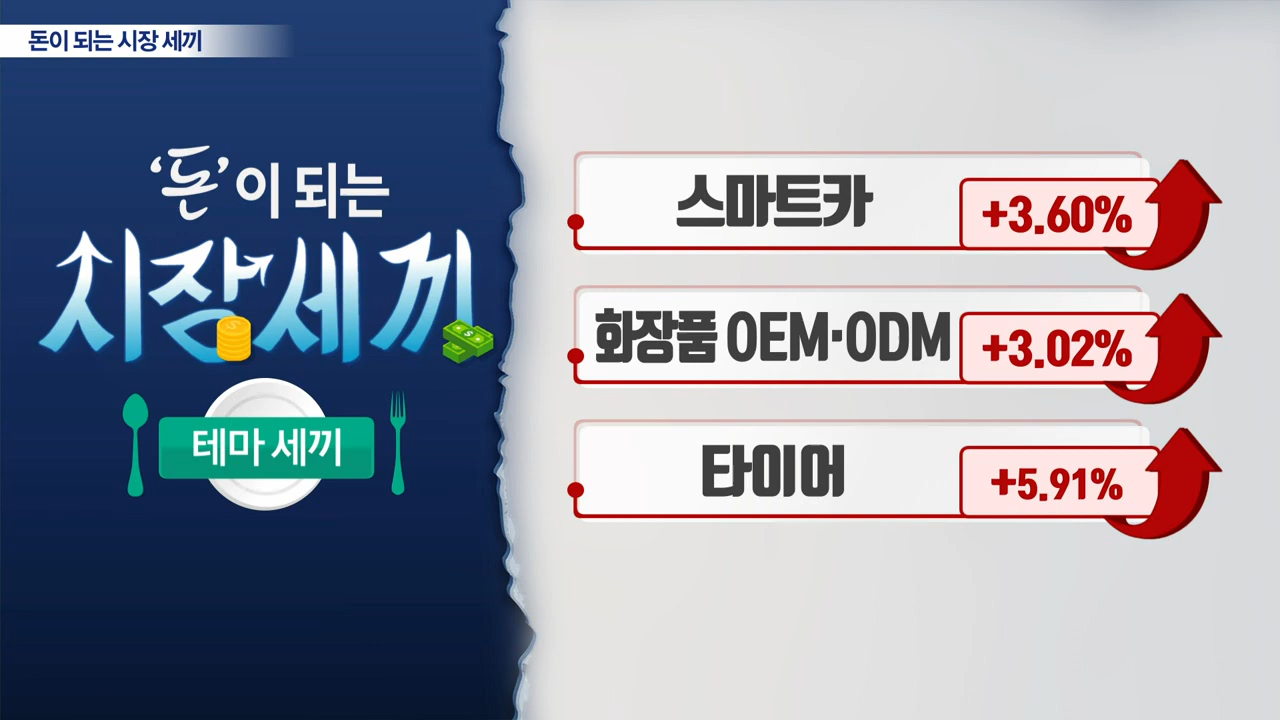 돈이 되는 시장 세끼
‘돈’이 되는
시장세끼
테마 세끼
스마트카
+3.60%
화장품 OEM·ODM
+3.02%
타이어
+5.91%